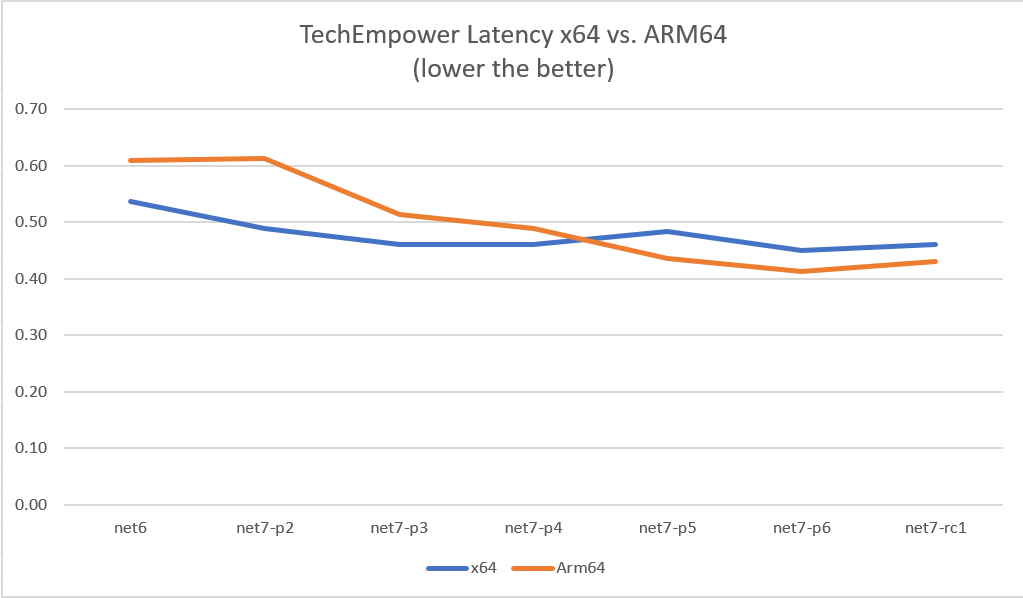 TechEmpower Latency x64 vs. ARM64
(lower the better)
0.70
0.60
0.50
0.40
0.30
0.20
0.10
0.00
net6 net7-p2 net7-p3 net7-p4 net7-p5 net7-p6 net7-rc1
x64 Arm64